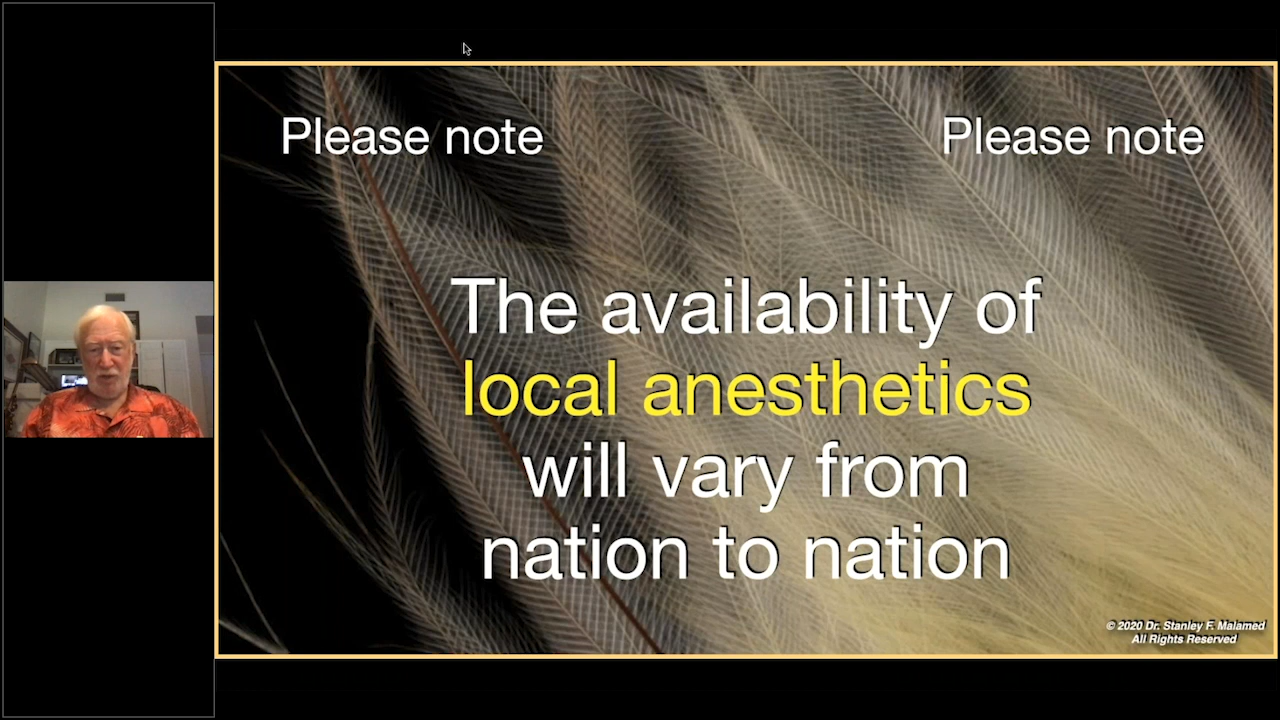 Please note
Please note
The availability of
local anesthetics
will vary from
nation to nation
© 2020 Dr. Stanley F. Malamed
All Rights Reserved